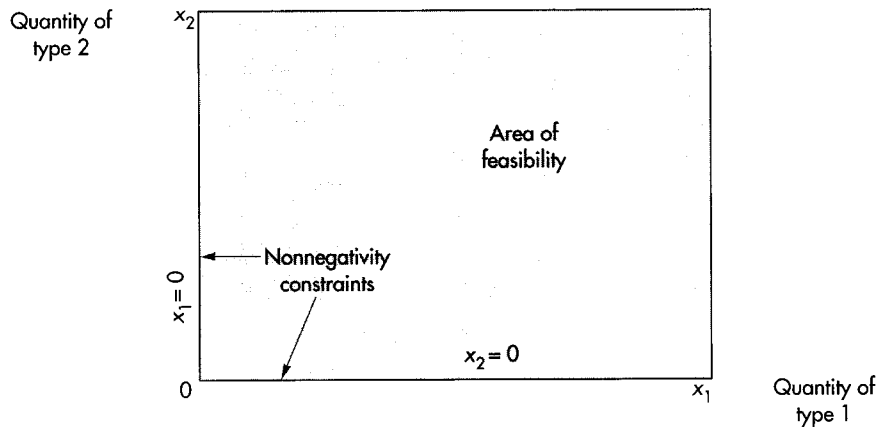 Quantity of
type 2
x₂
Area of
feasibility
Nonnegativity
constraints
x₁ = 0
x₂ = 0
0
x₁
Quantity of
type 1